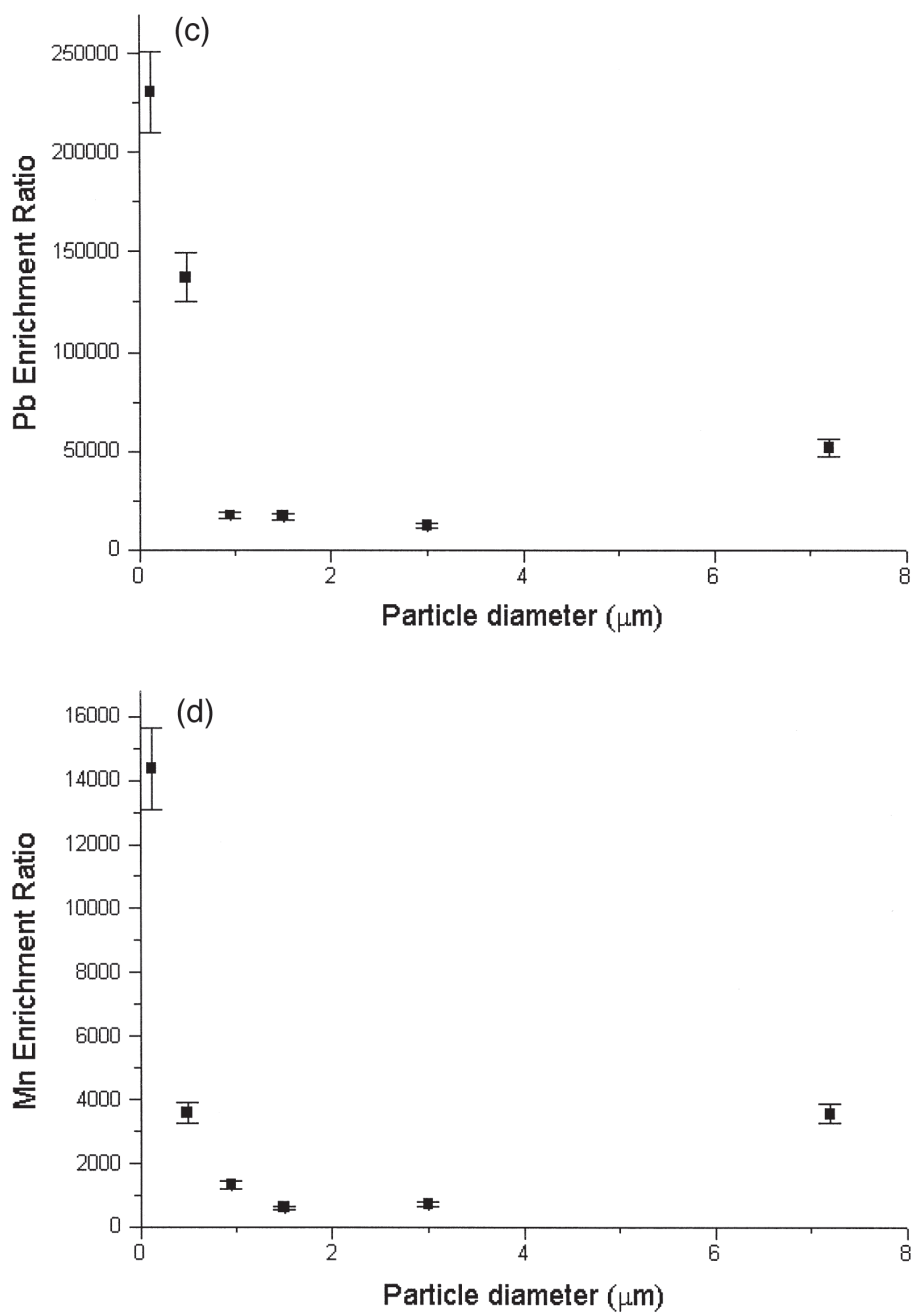 (c)
250000
200000
150000
100000
50000
0
Pb Enrichment Ratio
0 2 4 6 8
Particle diameter (μm)
(d)
16000
14000
12000
10000
8000
6000
4000
2000
0
Mn Enrichment Ratio
0 2 4 6 8
Particle diameter (μm)